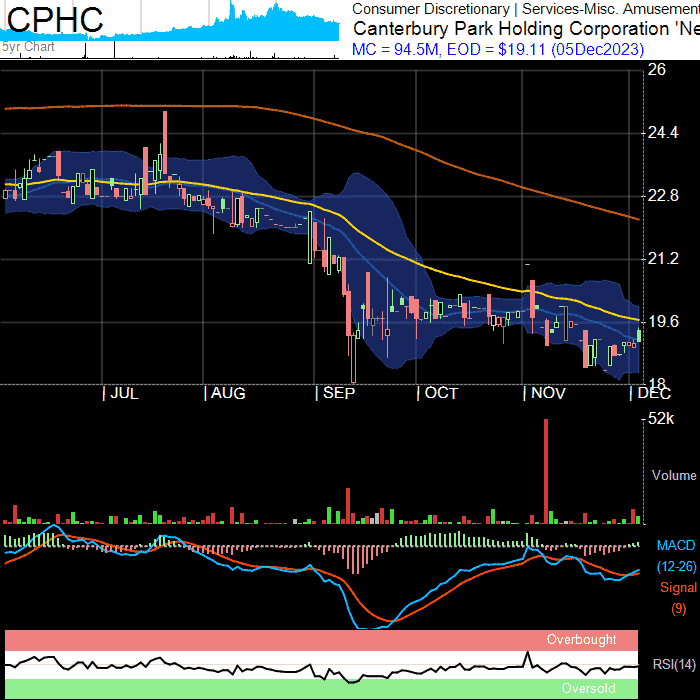 CPHC
5yr Chart
Consumer Discretionary | Services-Misc. Amusement
Canterbury Park Holding Corporation 'Ne
MC = 94.5M, EOD = $19.11 (05Dec2023)
26
24.4
22.8
21.2
19.6
18
JUL AUG SEP OCT NOV DEC
52k
Volume
MACD
(12-26)
Signal
(9)
Overbought
RSI(14)
Oversold